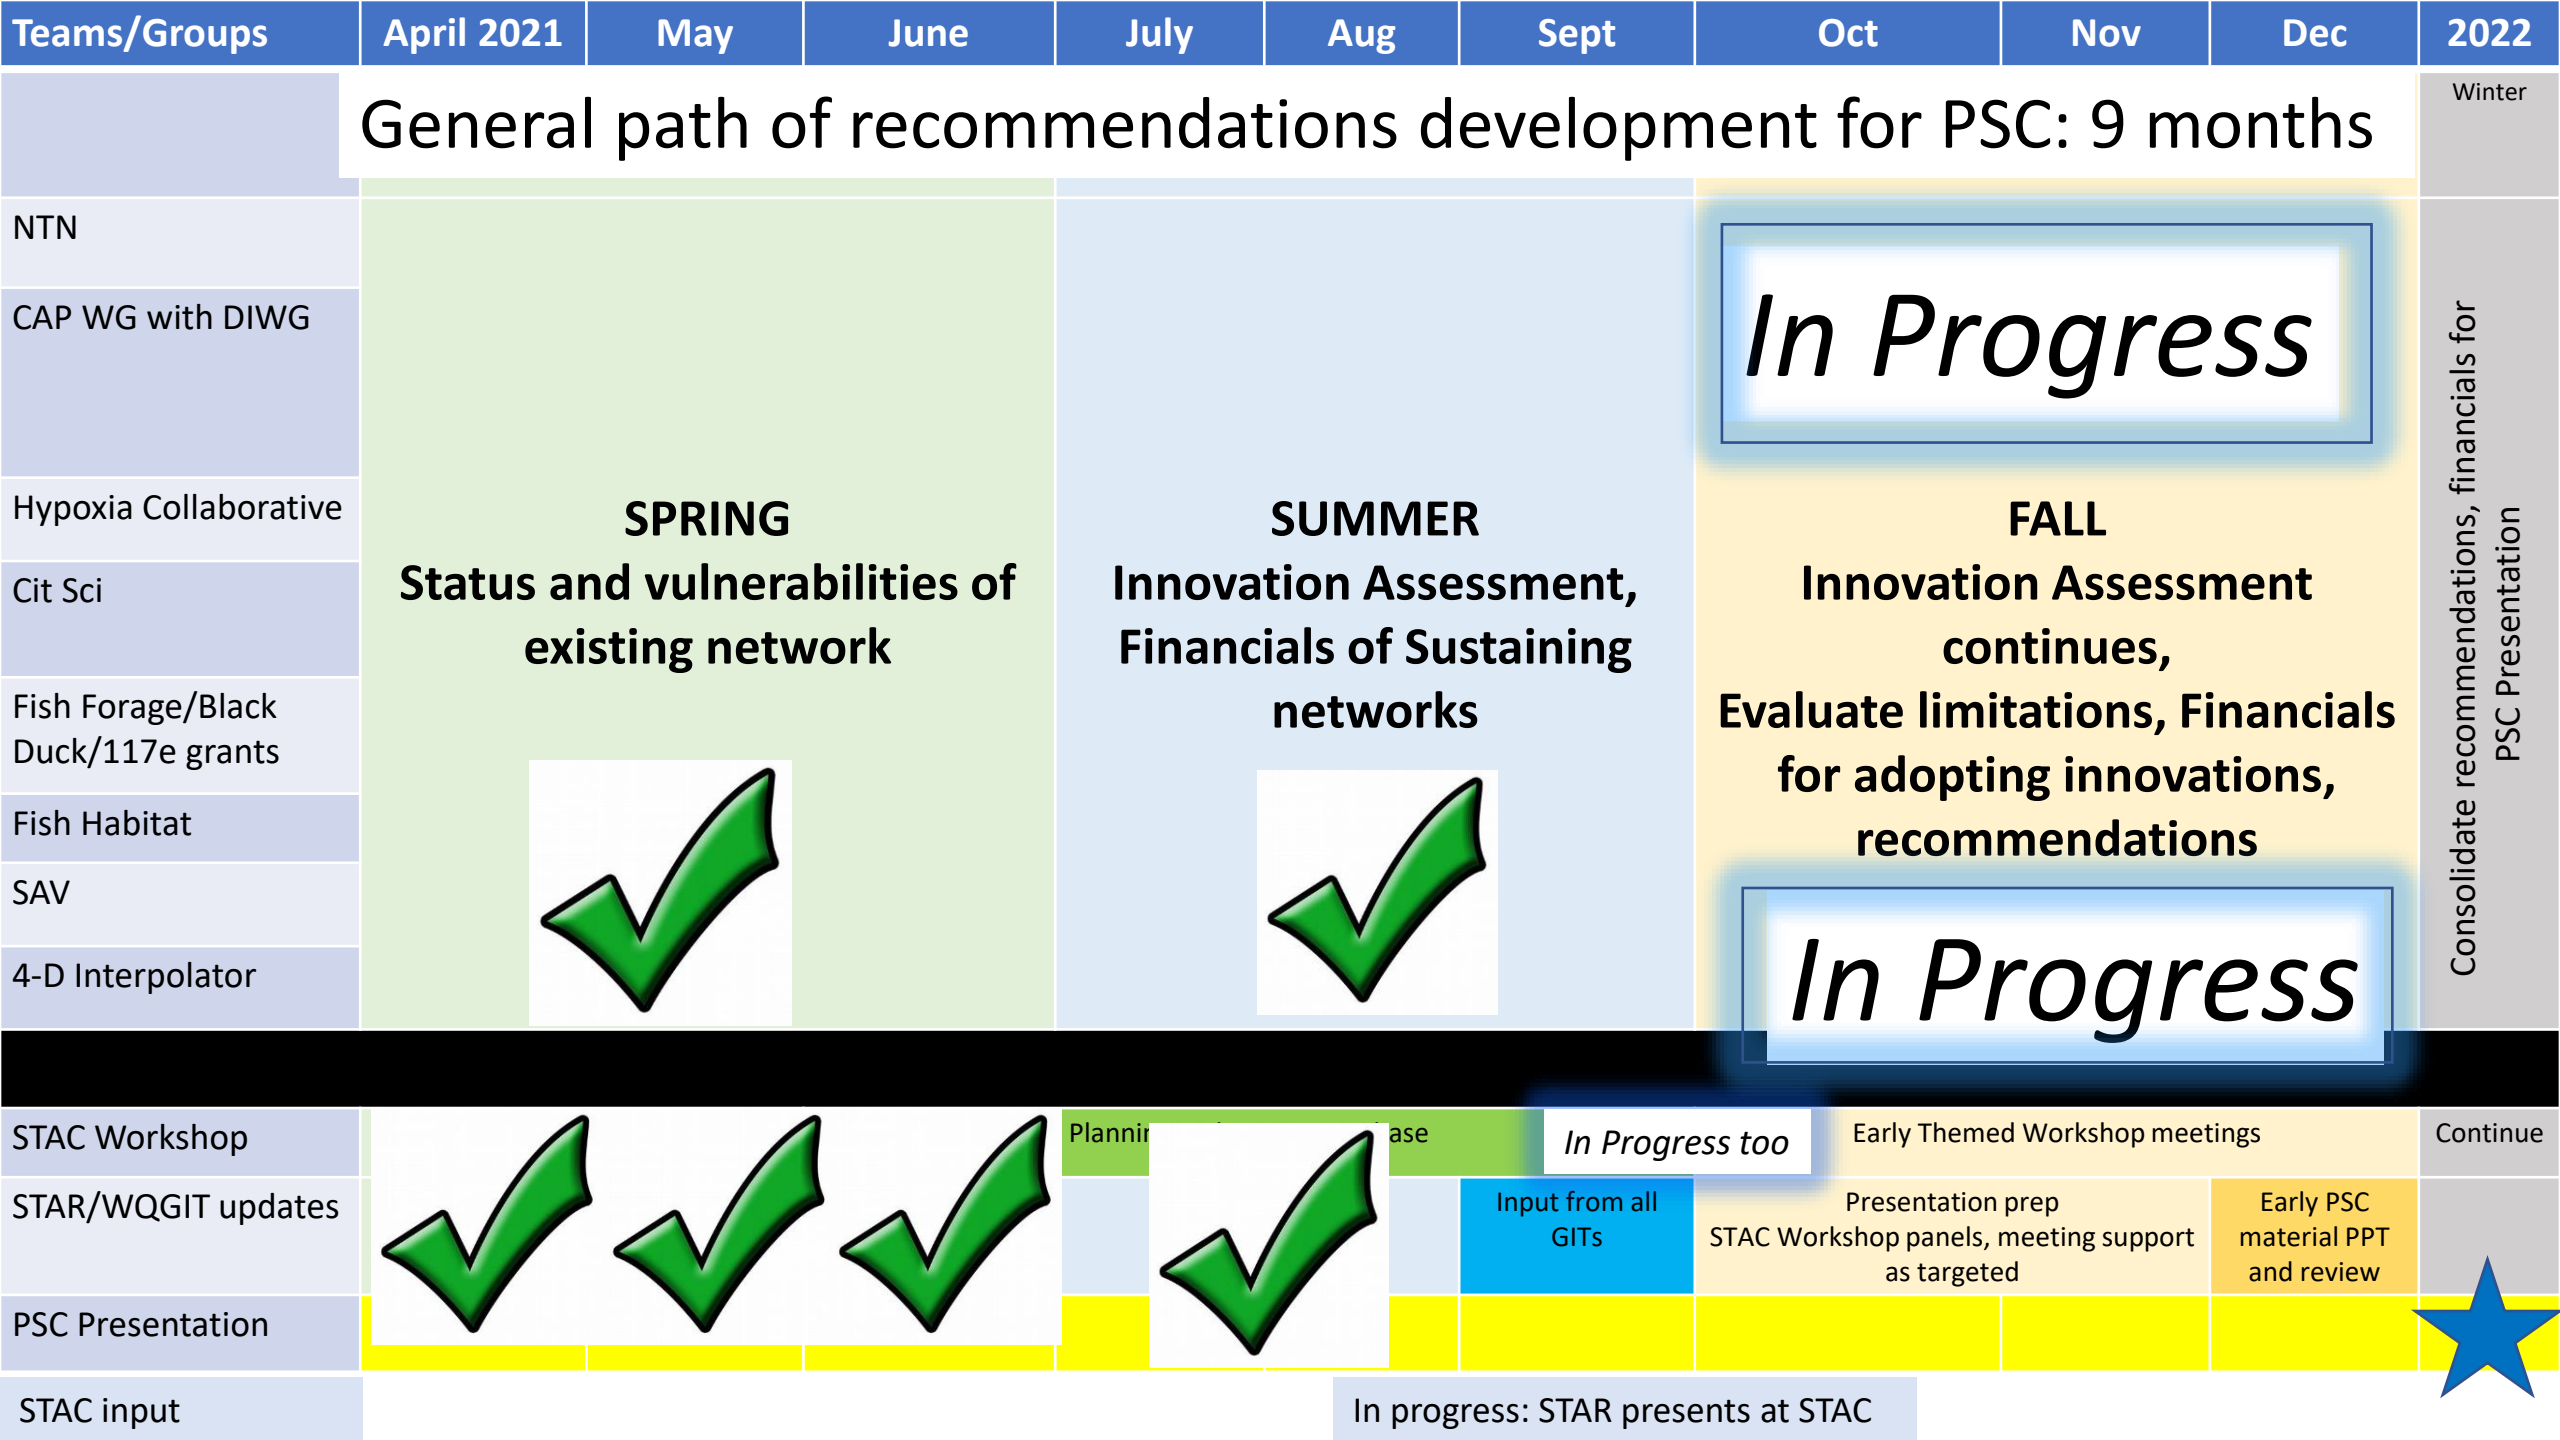 Teams/Groups April 2021 May June July Aug Sept Oct Nov Dec 2022
General path of recommendations development for PSC: 9 months
Winter
NTN
CAP WG with DIWG
Hypoxia Collaborative
Cit Sci
Fish Forage/Black
Duck/117e grants
Fish Habitat
SAV
4-D Interpolator
SPRING
Status and vulnerabilities of
existing network
SUMMER
Innovation Assessment,
Financials of Sustaining
networks
In Progress
FALL
Innovation Assessment
continues,
Evaluate limitations, Financials
for adopting innovations,
recommendations
In Progress
Consolidate recommendations, financials for
PSC Presentation
STAC Workshop
In Progress too
Early Themed Workshop meetings
Continue
STAR/WQGIT updates
Input from all
GITs
Presentation prep
STAC Workshop panels, meeting support
as targeted
Early PSC
material PPT
and review
PSC Presentation
STAC input
In progress: STAR presents at STAC